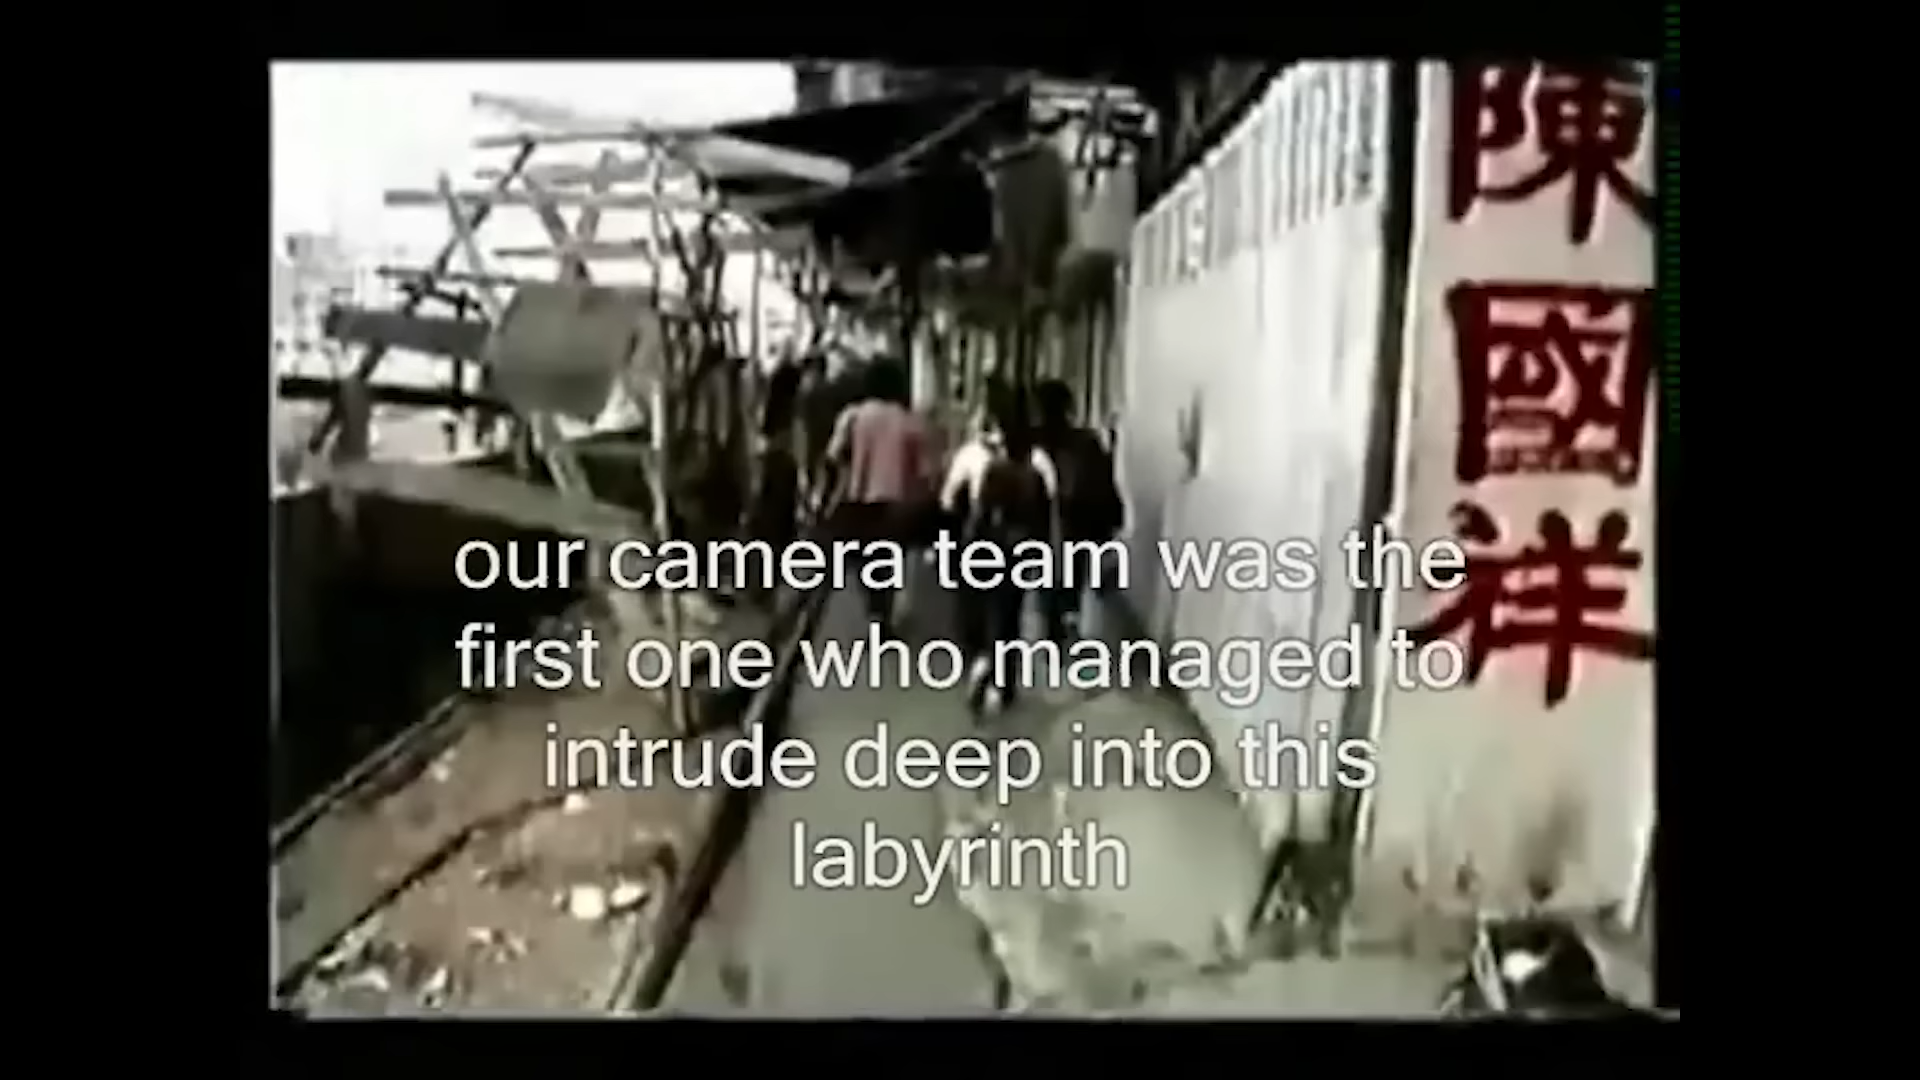 陳國祥
our camera team was the
first one who managed to
intrude deep into this
labyrinth